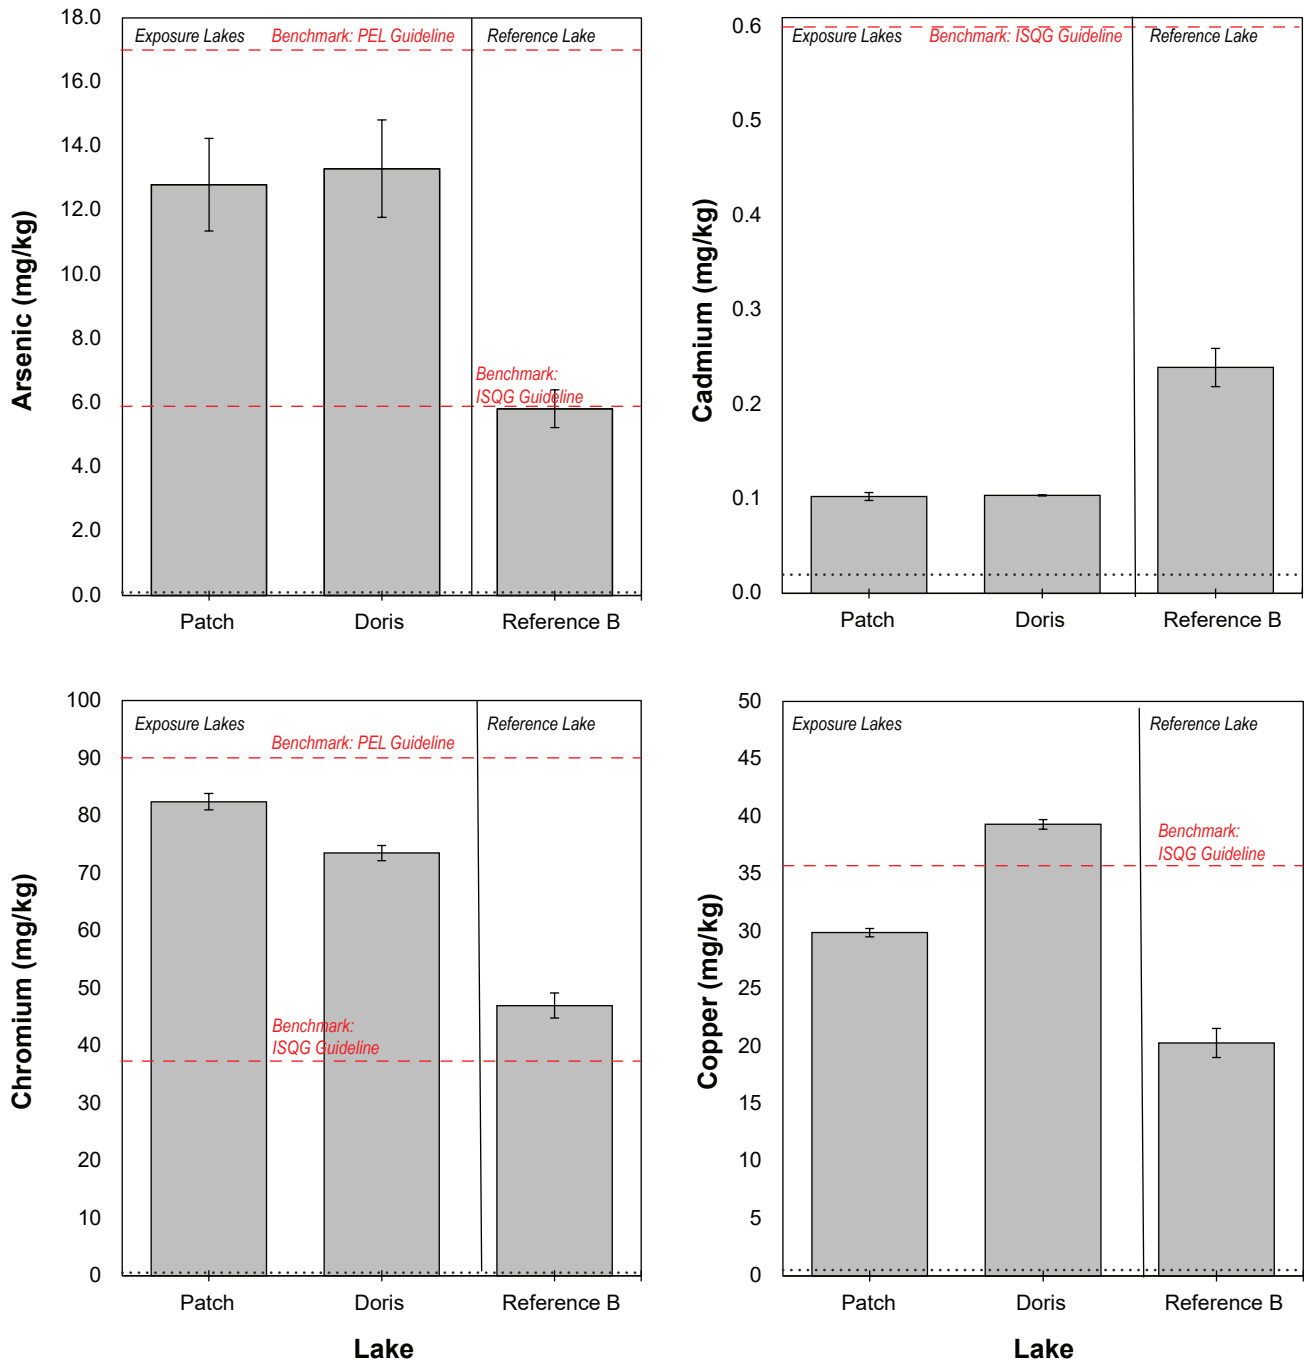 Arsenic (mg/kg)
18.0
16.0
14.0
12.0
10.0
8.0
6.0
4.0
2.0
0.0
Exposure Lakes
Benchmark: PEL Guideline
Reference Lake
Benchmark:
ISQG Guideline
Patch
Doris
Reference B
Cadmium (mg/kg)
0.6
0.5
0.4
0.3
0.2
0.1
0.0
Exposure Lakes
Benchmark: ISQG Guideline
Reference Lake
Patch
Doris
Reference B
Chromium (mg/kg)
100
90
80
70
60
50
40
30
20
10
0
Exposure Lakes
Benchmark: PEL Guideline
Reference Lake
Benchmark:
ISQG Guideline
Patch
Doris
Reference B
Lake
Copper (mg/kg)
50
45
40
35
30
25
20
15
10
5
0
Exposure Lakes
Reference Lake
Benchmark:
ISQG Guideline
Patch
Doris
Reference B
Lake